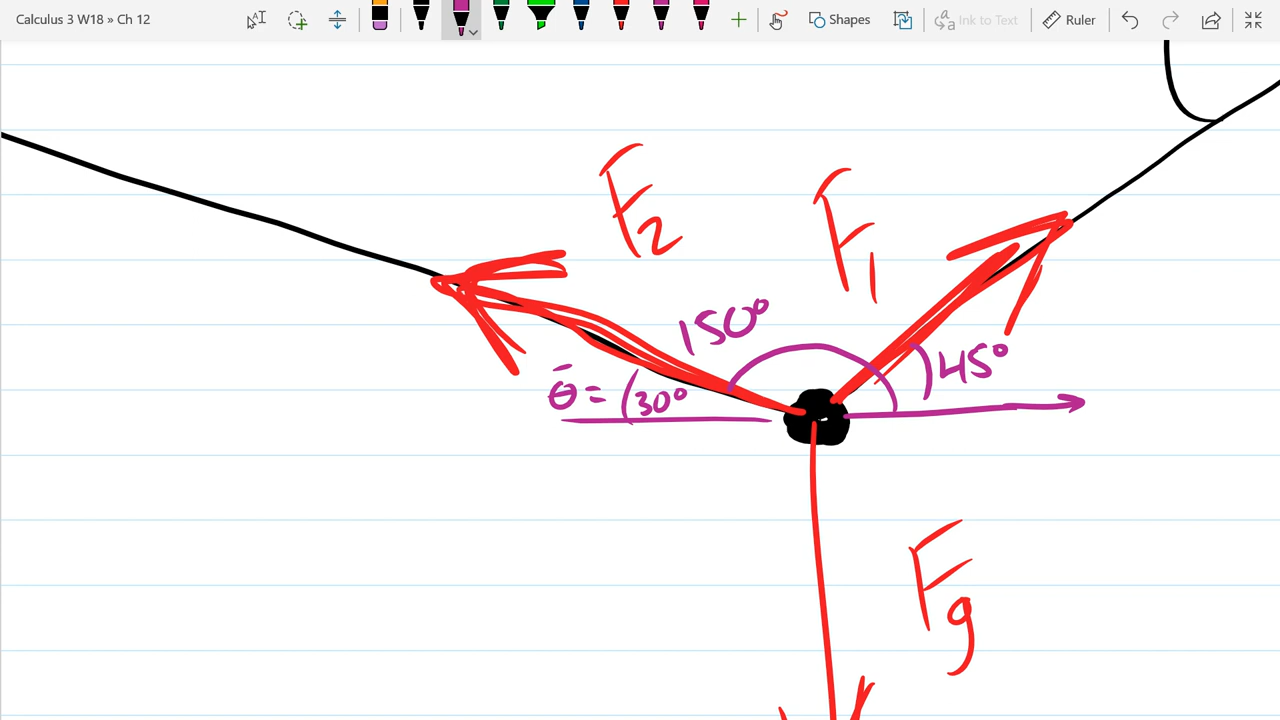 Calculus 3 W18 » Ch 12
Shapes
Ink to Text
Ruler
F₂
F₁
150°
45°
θ̄ = (30°
Fg